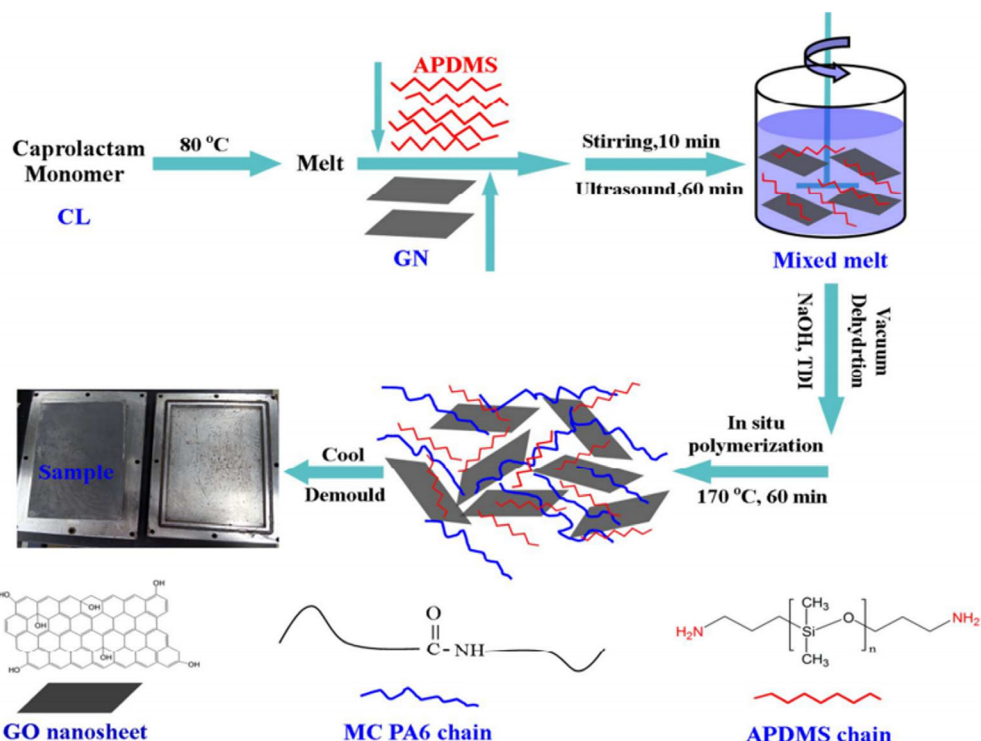 APDMS
Caprolactam
Monomer
CL
80 °C
Melt
GN
Stirring,10 min
Ultrasound,60 min
Mixed melt
Vacuum
Dehydrtion
NaOH, TDI
In situ
polymerization
170 °C, 60 min
Cool
Demould
Sample
HO
OH
OH
OH
OH
HO
OH
GO nanosheet
O
C
NH
MC PA6 chain
H2N
CH3
Si
CH3
O
n
NH2
APDMS chain